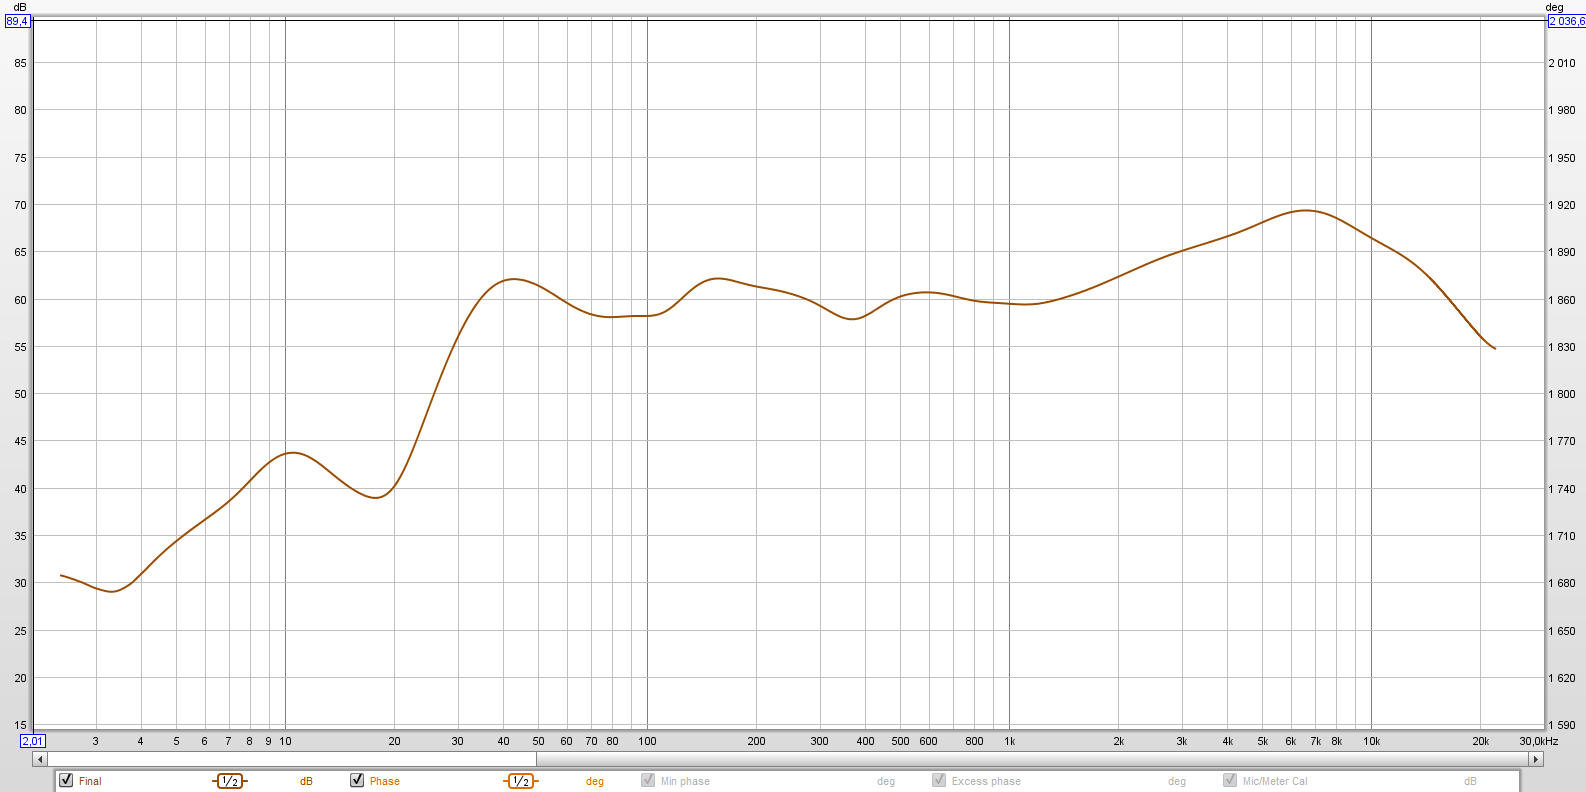 dB deg
89,4 2 036,6
85 2 010
80 1 980
75 1 950
70 1 920
65 1 890
60 1 860
55 1 830
50 1 800
45 1 770
40 1 740
35 1 710
30 1 680
25 1 650
20 1 620
15 1 590
2,01 3 4 5 6 7 8 9 10 20 30 40 50 60 70 80 100 200 300 400 500 600 800 1k 2k 3k 4k 5k 6k 7k 8k 10k 20k 30,0kHz
Final 1/2 dB Phase 1/2 deg Min phase deg Excess phase deg Mic/Meter Cal dB